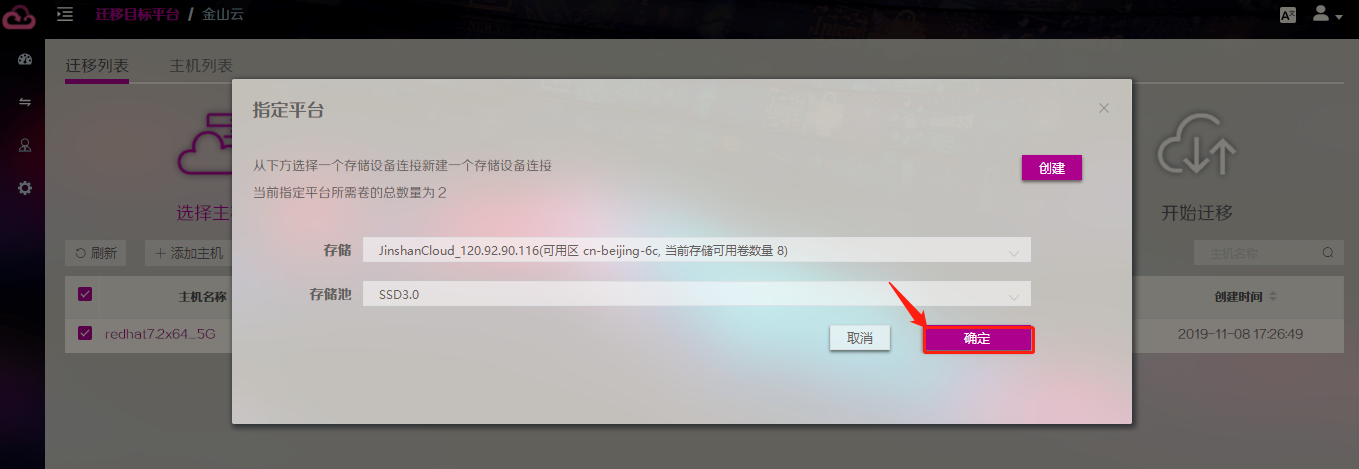 迁移目标平台 / 金山云
迁移列表 主机列表
指定平台
从下方选择一个存储设备连接新建一个存储设备连接
创建
当前指定平台所需卷的总数量为2
选择主
开始迁移
存储 JinshanCloud_120.92.90.116(可用区 cn-beijing-6c, 当前存储可用卷数量 8)
刷新 添加主机
主机名称
存储池 SSD3.0
主机名称 创建时间
redhat7.2x64_5G 2019-11-08 17:26:49
取消 确定